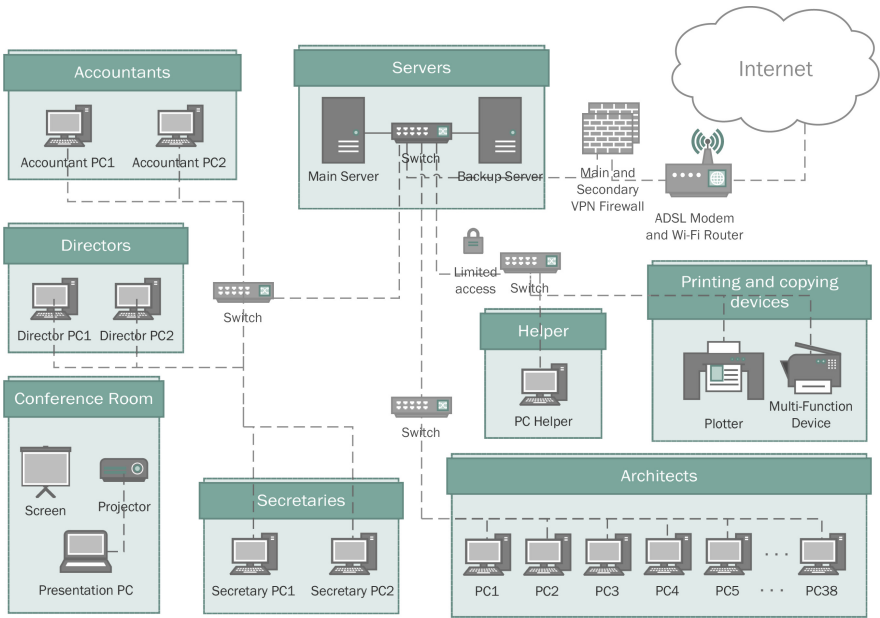 Accountants
Accountant PC1
Accountant PC2
Servers
Main Server
Switch
Backup Server
Main and
Secondary
VPN Firewall
Internet
ADSL Modem
and Wi-Fi Router
Directors
Director PC1
Director PC2
Switch
Limited
access
Switch
Printing and copying
devices
Plotter
Multi-Function
Device
Helper
PC Helper
Conference Room
Screen
Projector
Presentation PC
Switch
Secretaries
Secretary PC1
Secretary PC2
Architects
PC1
PC2
PC3
PC4
PC5
· · ·
· · ·
PC38